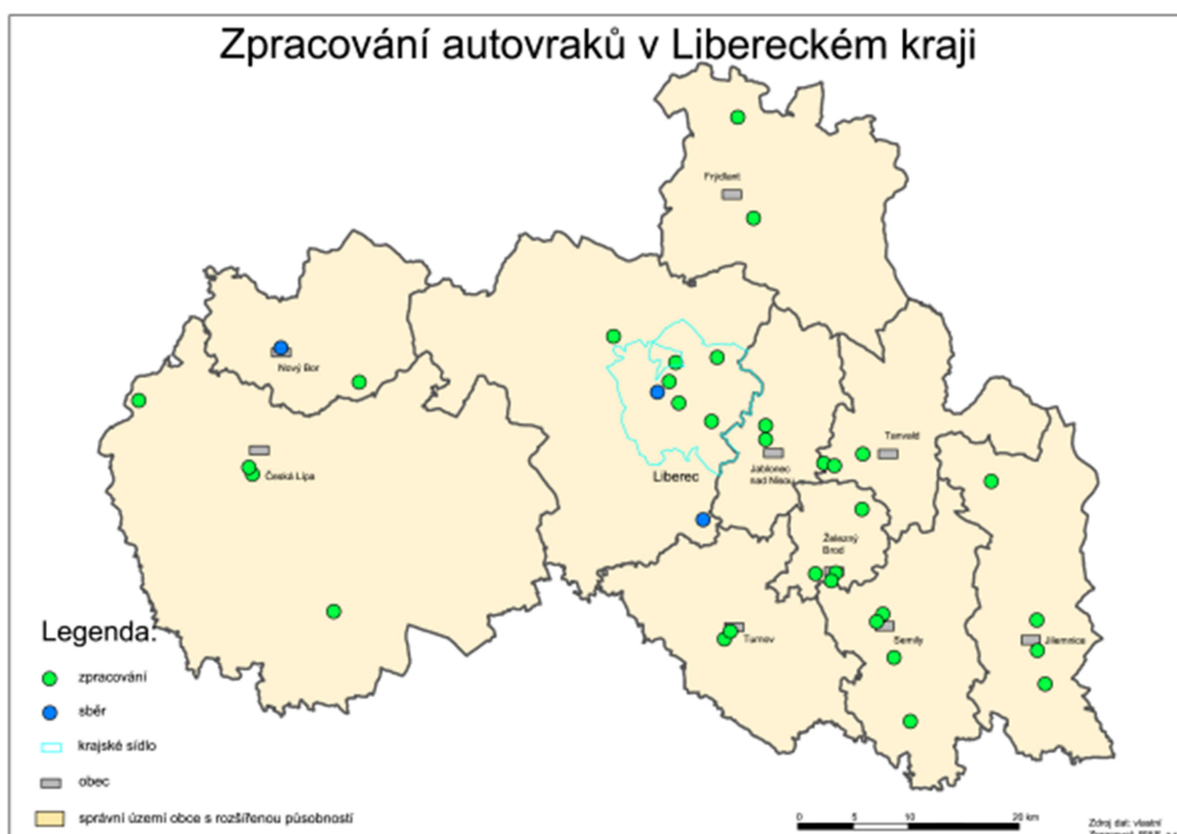 Zpracování autovraků v Libereckém kraji
Frýdlant
Nový Bor
Česká Lípa
Liberec
Jablonec
nad Nisou
Tanvald
Železný
Brod
Turnov
Semily
Jilemnice
Legenda:
zpracování
sběr
krajské sídlo
obec
správní území obce s rozšířenou působností
0 5 10 20 km
Zdroj dat: vlastní